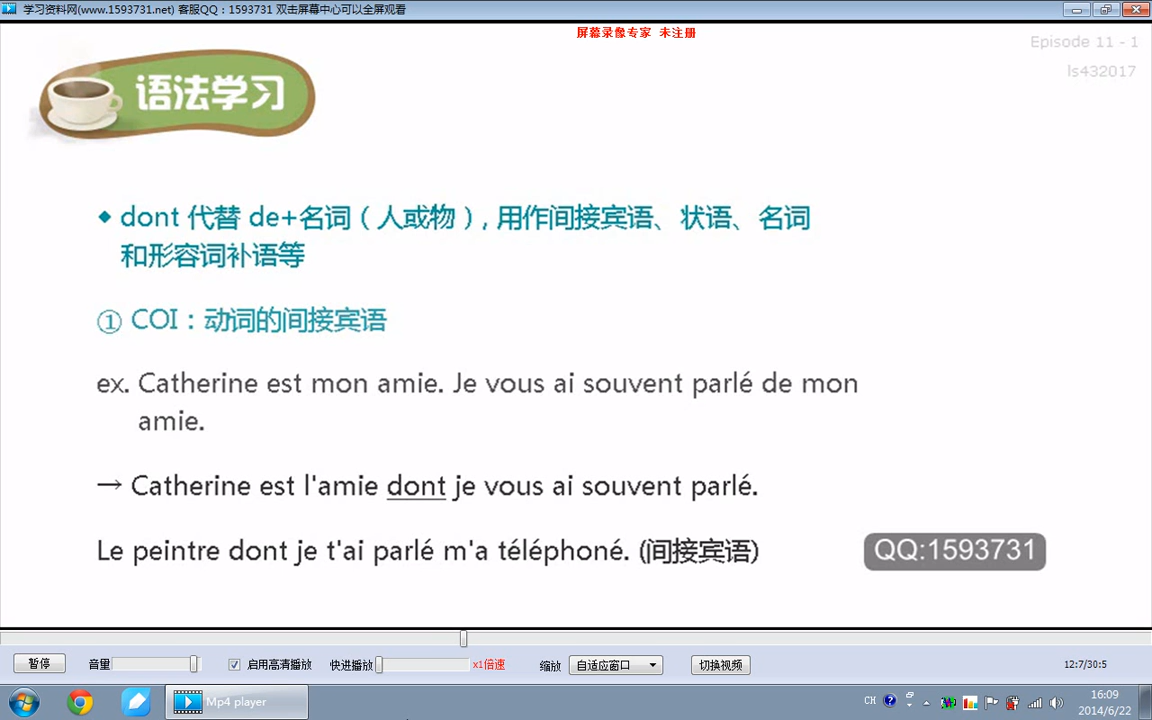 学习资料网(www.1593731.net) 客服QQ：1593731 双击屏幕中心可以全屏观看
屏幕录像专家 未注册
Episode 11 - 1
ls432017
语法学习
◆ dont 代替 de+名词（人或物）, 用作间接宾语、状语、名词
和形容词补语等
① COI：动词的间接宾语
ex. Catherine est mon amie. Je vous ai souvent parlé de mon
amie.
→ Catherine est l'amie dont je vous ai souvent parlé.
Le peintre dont je t'ai parlé m'a téléphoné. (间接宾语)
QQ:1593731
暂停 音量 启用高清播放 快进播放 x1倍速 缩放 自适应窗口 切换视频 12:7/30:5
Mp4 player
CH
16:09
2014/6/22